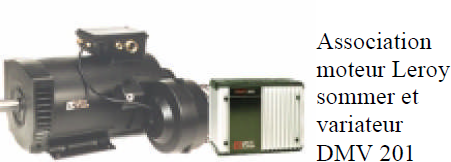 Association
moteur Leroy
sommer et
variateur
DMV 201